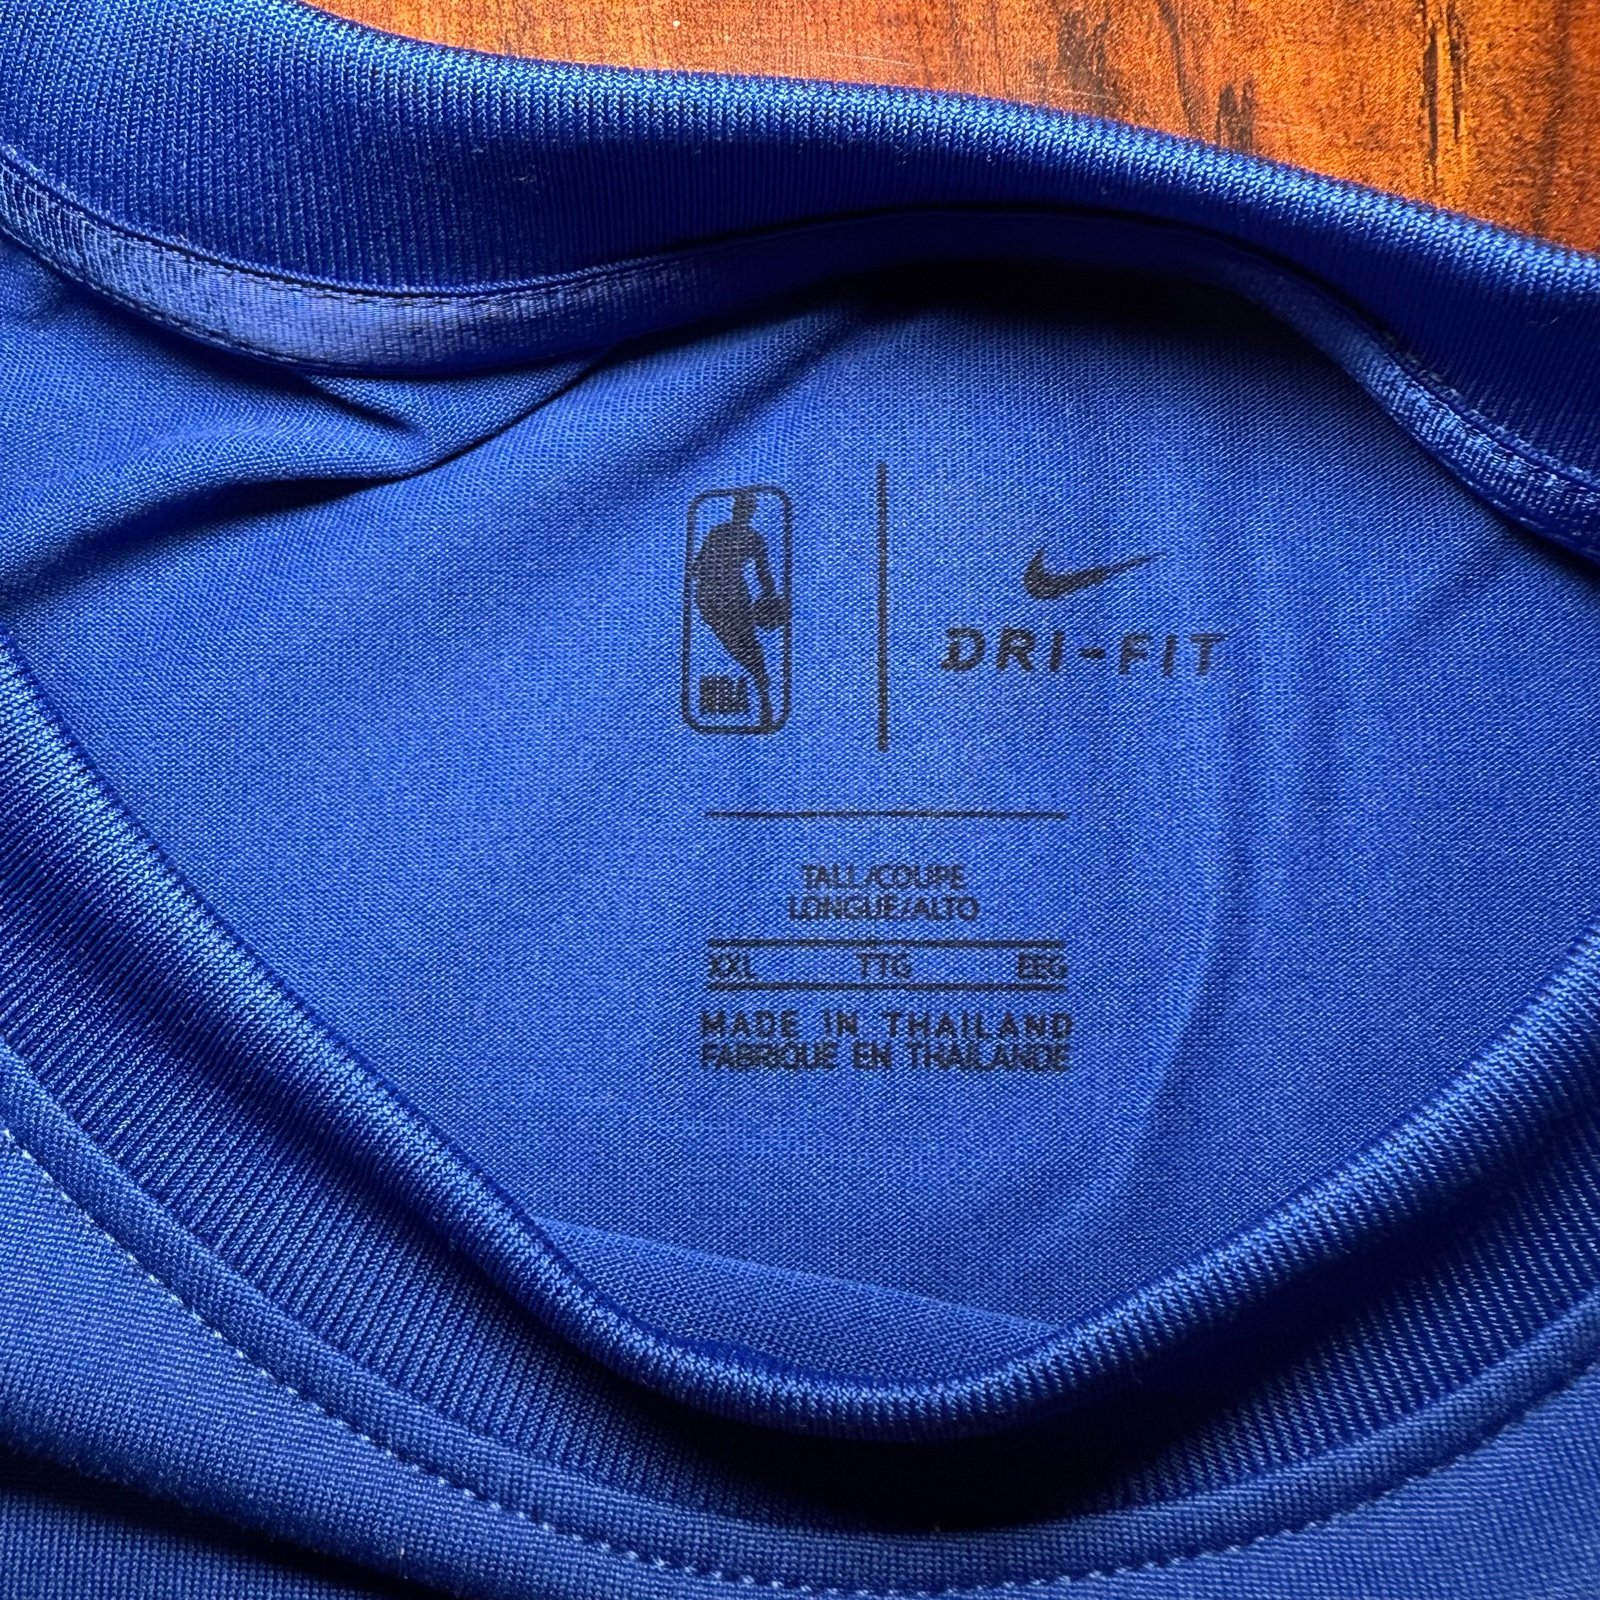 NBA
DRI-FIT
TALL/COUPE
LONGUE/ALTO
XXL TTG EEG
MADE IN THAILAND
FABRIQUE EN THAILANDE